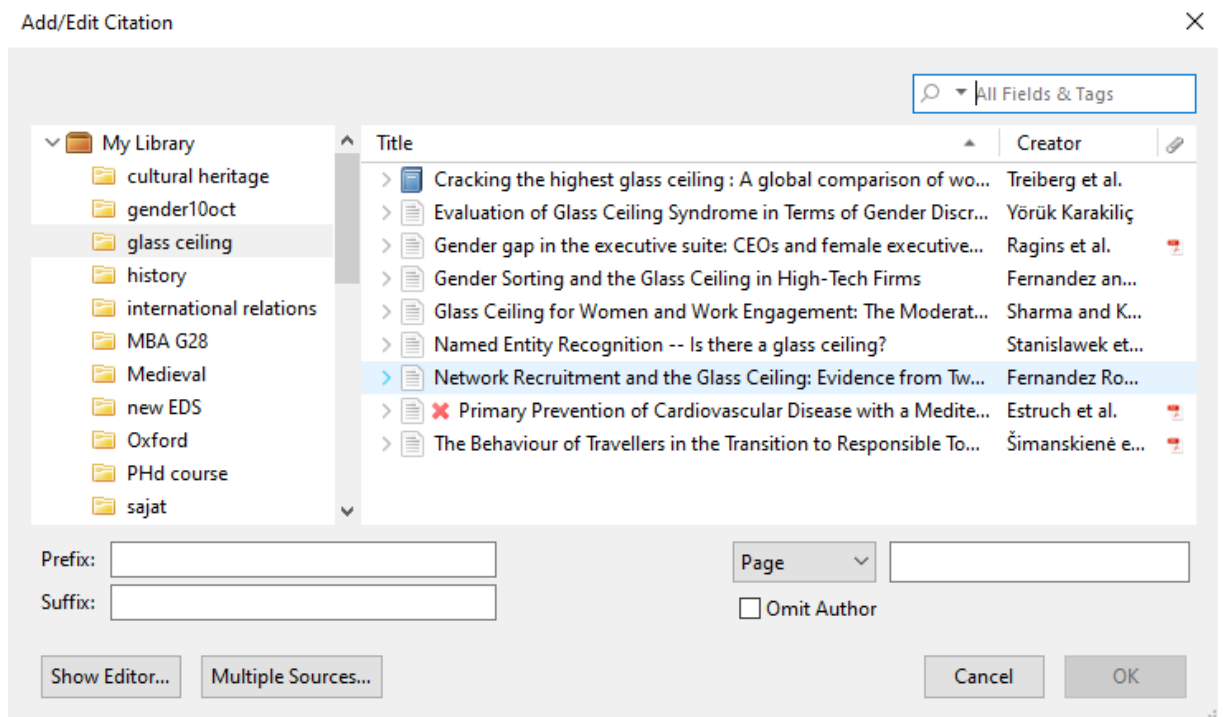 Add/Edit Citation
All Fields & Tags
My Library
cultural heritage
gender10oct
glass ceiling
history
international relations
MBA G28
Medieval
new EDS
Oxford
PHd course
sajat
Title Creator
Cracking the highest glass ceiling : A global comparison of wo... Treiberg et al.
Evaluation of Glass Ceiling Syndrome in Terms of Gender Discr... Yörük Karakiliç
Gender gap in the executive suite: CEOs and female executive... Ragins et al.
Gender Sorting and the Glass Ceiling in High-Tech Firms Fernandez an...
Glass Ceiling for Women and Work Engagement: The Moderat... Sharma and K...
Named Entity Recognition -- Is there a glass ceiling? Stanislawek et...
Network Recruitment and the Glass Ceiling: Evidence from Tw... Fernandez Ro...
Primary Prevention of Cardiovascular Disease with a Medite... Estruch et al.
The Behaviour of Travellers in the Transition to Responsible To... Šimanskienė e...
Prefix:
Suffix:
Page
Omit Author
Show Editor... Multiple Sources... Cancel OK